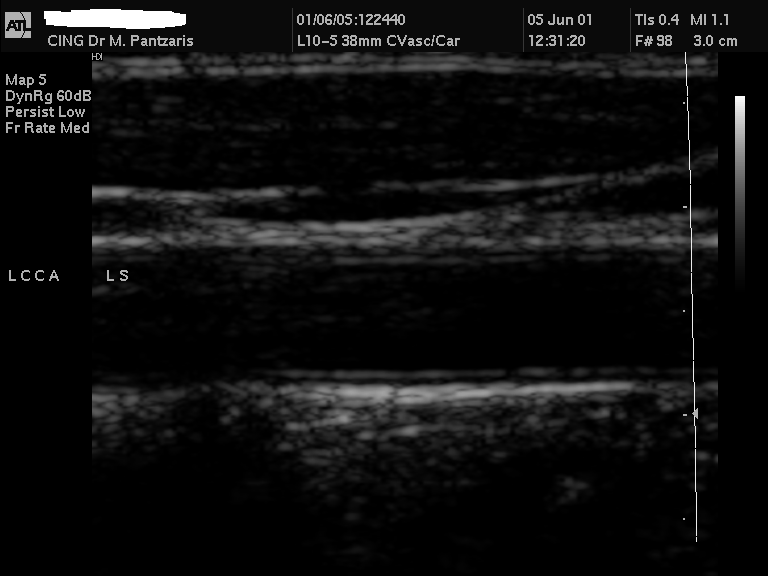 ATL
CING Dr M. Pantzaris
01/06/05:122440
L10-5 38mm CVasc/Car
05 Jun 01
12:31:20
TIs 0.4 MI 1.1
F# 98 3.0 cm
HDI
Map 5
DynRg 60dB
Persist Low
Fr Rate Med
LCCA LS